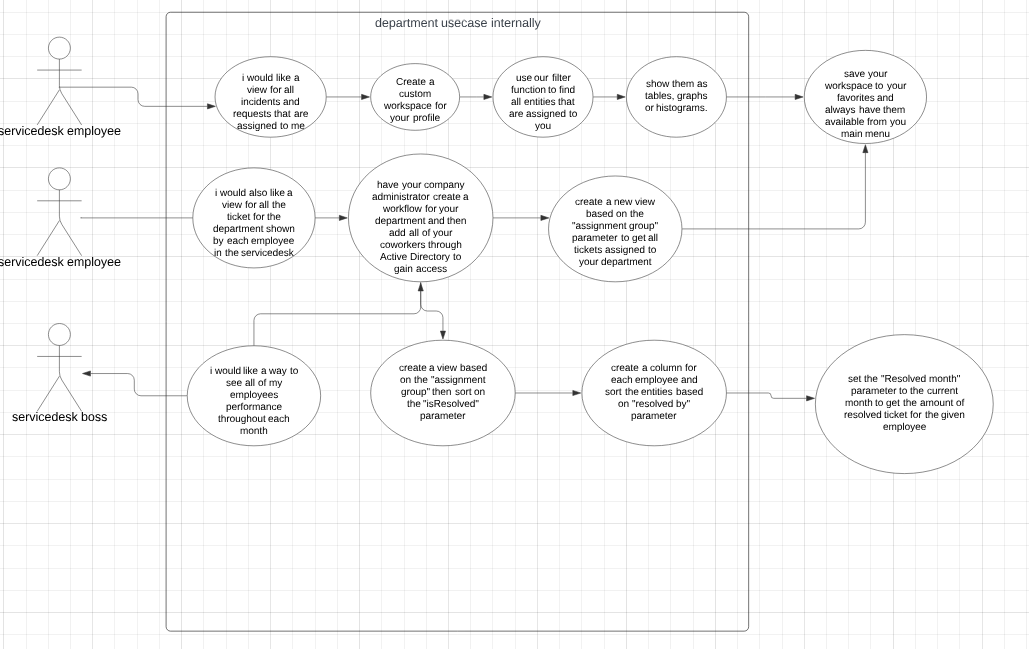 department usecase internally
servicedesk employee
i would like a
view for all
incidents and
requests that are
assigned to me
Create a
custom
workspace for
your profile
use our filter
function to find
all entities that
are assigned to
you
show them as
tables, graphs
or histograms.
save your
workspace to your
favorites and
always have them
available from you
main menu
servicedesk employee
i would also like a
view for all the
ticket for the
department shown
by each employee
in the servicedesk
have your company
administrator create a
workflow for your
department and then
add all of your
coworkers through
Active Directory to
gain access
create a new view
based on the
"assignment group"
parameter to get all
tickets assigned to
your department
servicedesk boss
i would like a way to
see all of my
employees
performance
throughout each
month
create a view based
on the "assignment
group" then sort on
the "isResolved"
parameter
create a column for
each employee and
sort the entities based
on "resolved by"
parameter
set the "Resolved month"
parameter to the current
month to get the amount of
resolved ticket for the given
employee